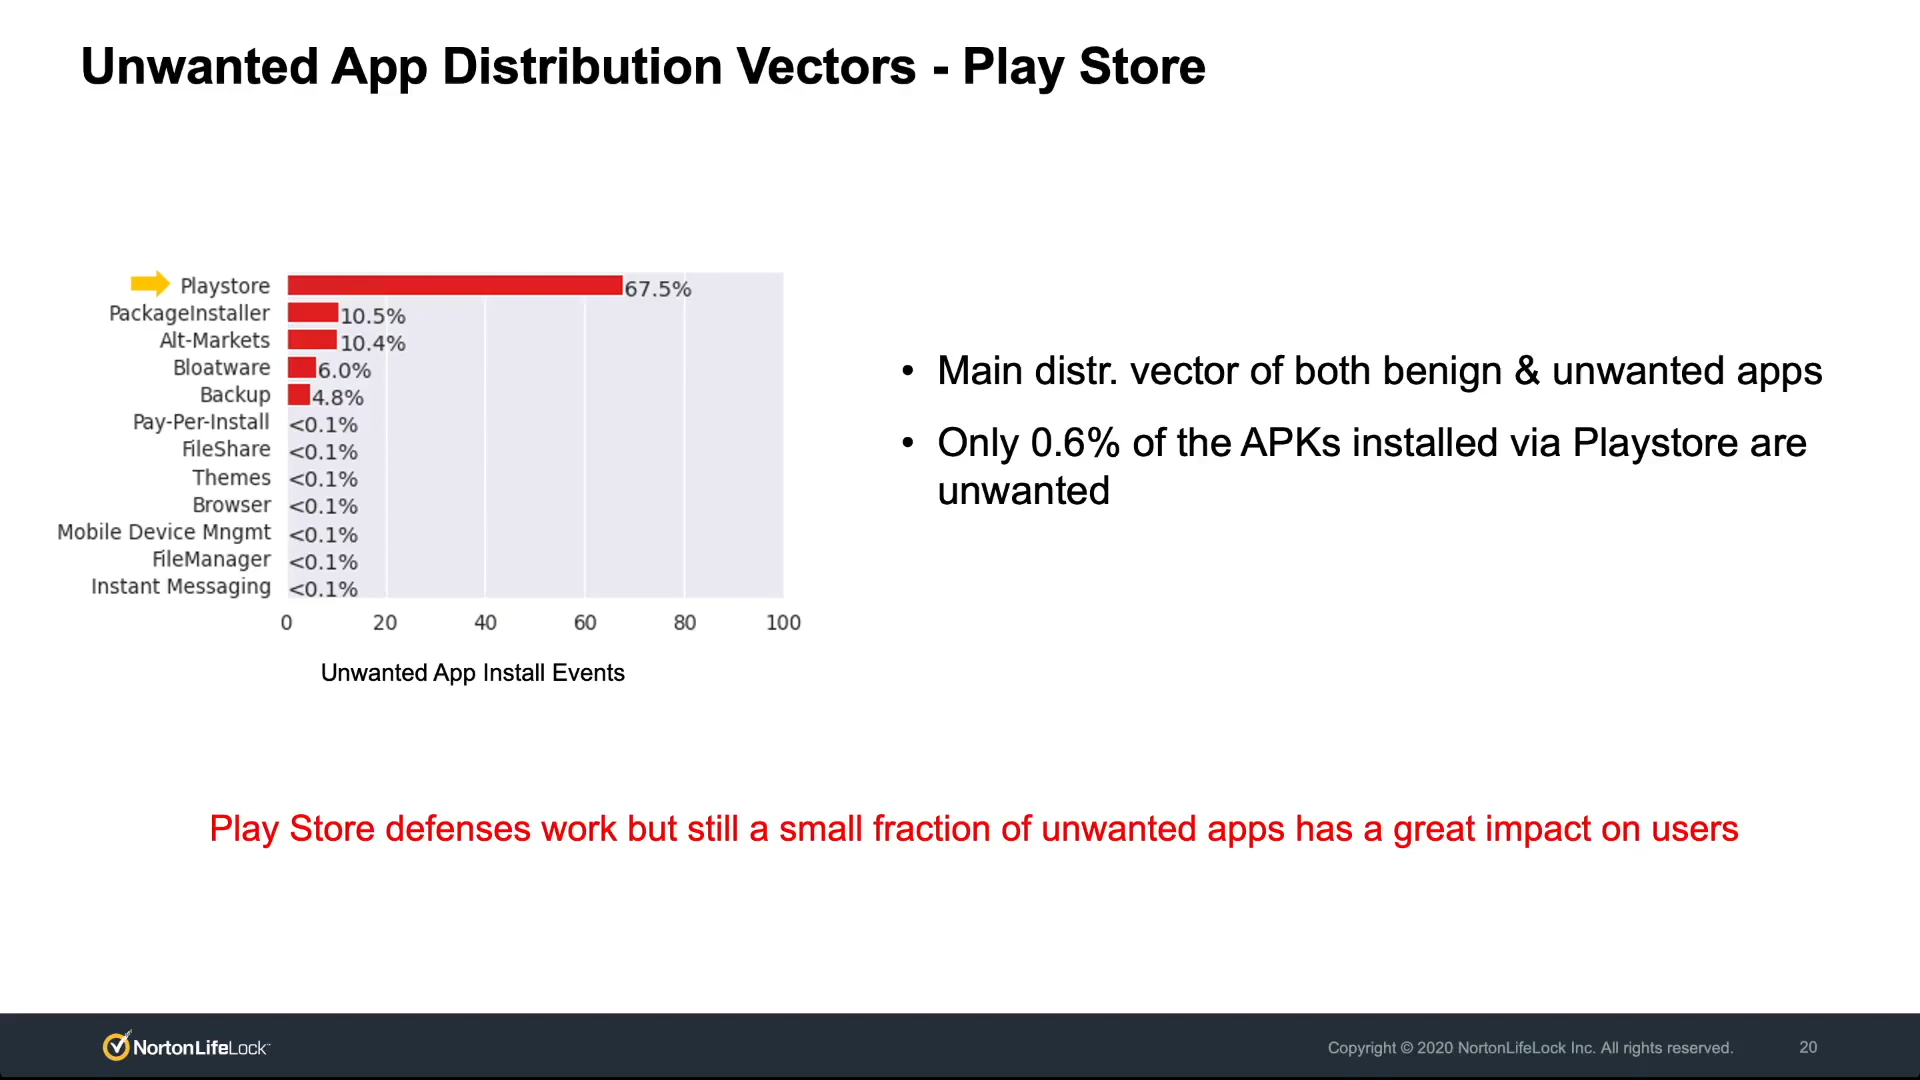 Unwanted App Distribution Vectors - Play Store
Playstore 67.5%
PackageInstaller 10.5%
Alt-Markets 10.4%
Bloatware 6.0%
Backup 4.8%
Pay-Per-Install <0.1%
FileShare <0.1%
Themes <0.1%
Browser <0.1%
Mobile Device Mngmt <0.1%
FileManager <0.1%
Instant Messaging <0.1%
0 20 40 60 80 100
Unwanted App Install Events
• Main distr. vector of both benign & unwanted apps
• Only 0.6% of the APKs installed via Playstore are
unwanted
Play Store defenses work but still a small fraction of unwanted apps has a great impact on users
NortonLifeLock™
Copyright © 2020 NortonLifeLock Inc. All rights reserved. 20